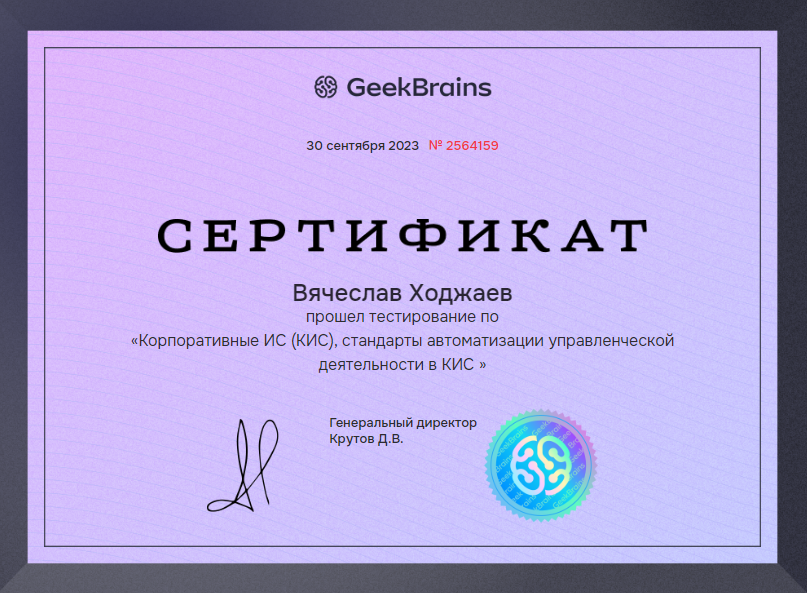 GeekBrains
30 сентября 2023 № 2564159
СЕРТИФИКАТ
Вячеслав Ходжаев
прошел тестирование по
«Корпоративные ИС (КИС), стандарты автоматизации управленческой
деятельности в КИС »
Генеральный директор
Крутов Д.В.